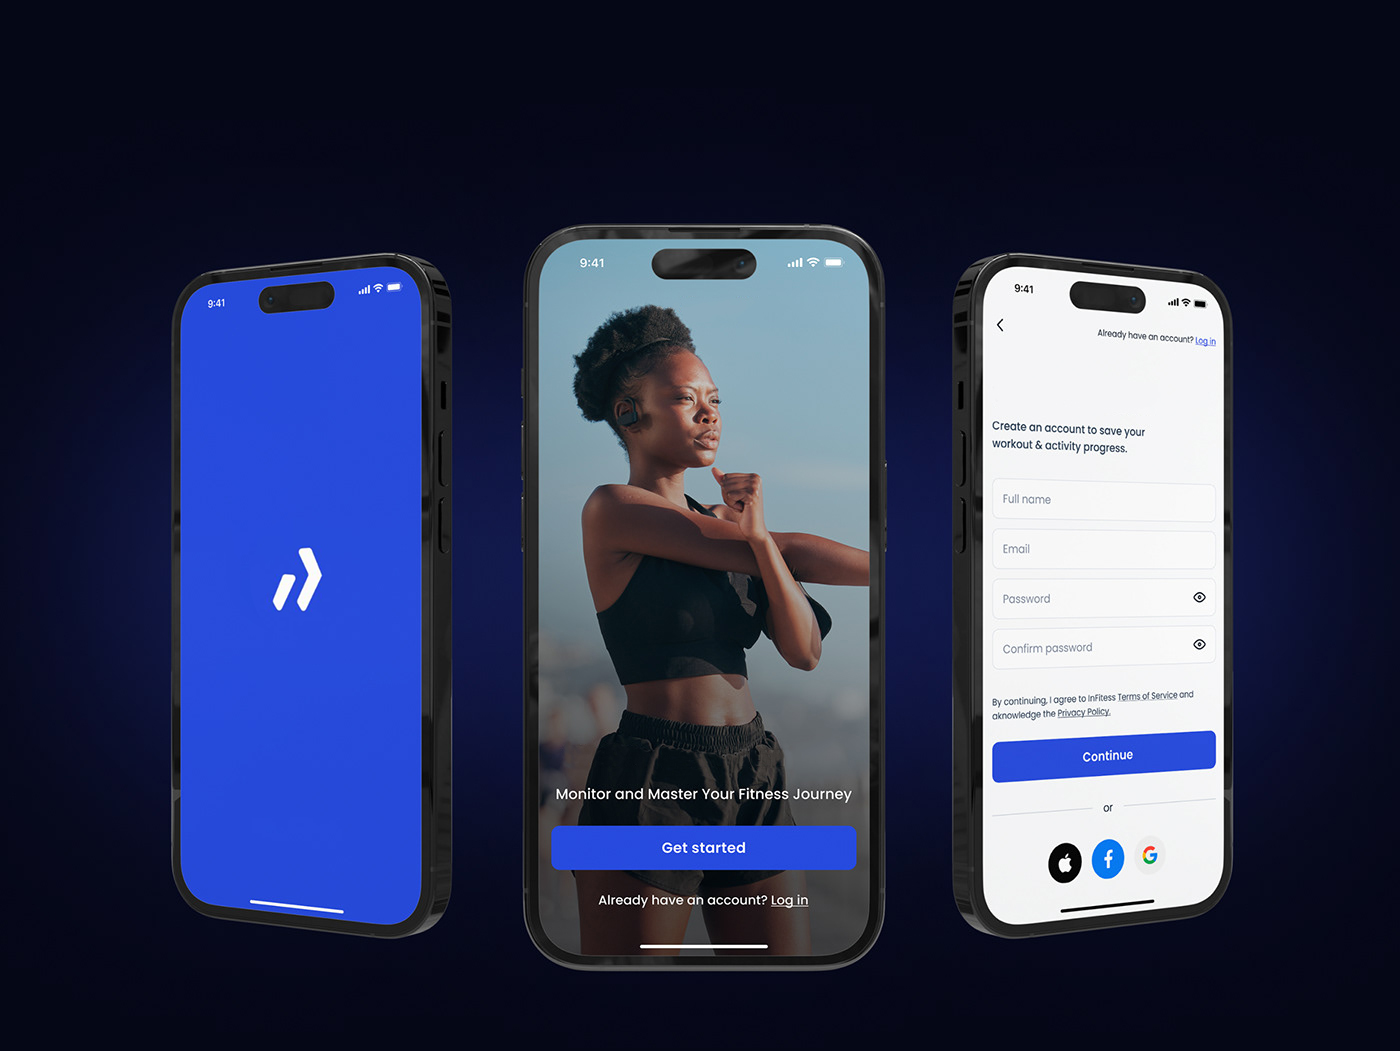 9:41
9:41
Monitor and Master Your Fitness Journey
Get started
Already have an account? Log in
9:41
Already have an account? Log in
Create an account to save your
workout & activity progress.
Full name
Email
Password
Confirm password
By continuing, I agree to InFitess Terms of Service and
aknowledge the Privacy Policy.
Continue
or